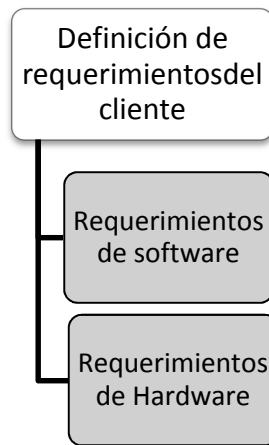 Definición de
requerimientosdel
cliente
Requerimientos
de software
Requerimientos
de Hardware